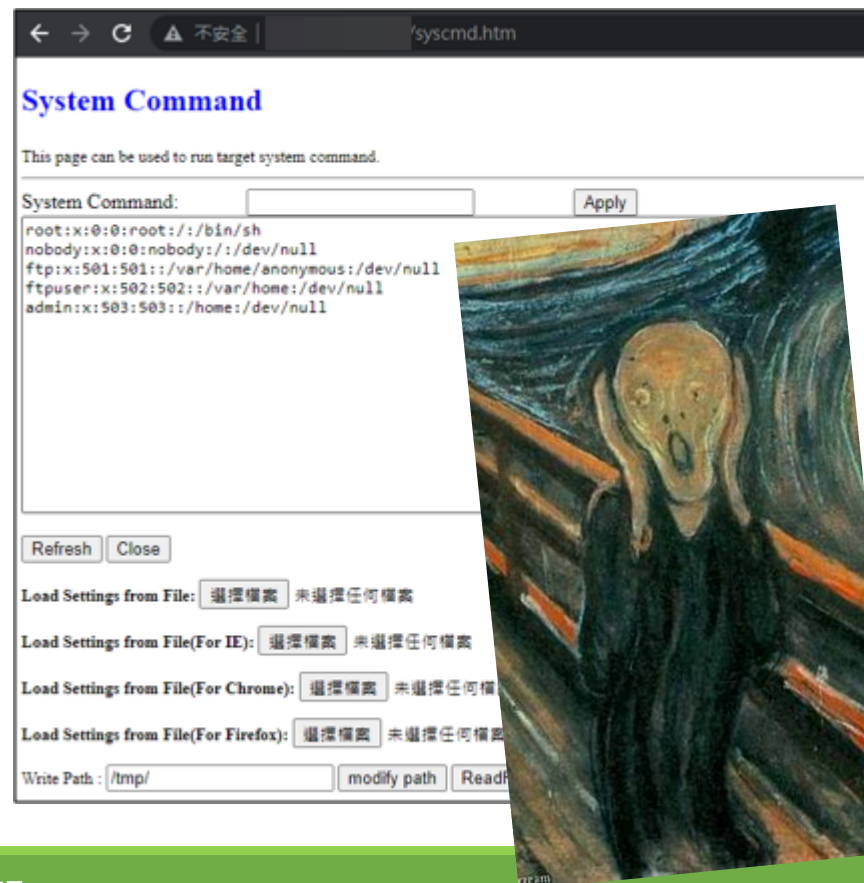 不安全 | /syscmd.htm
System Command
This page can be used to run target system command.
System Command: Apply
root:x:0:0:root:/:/bin/sh
nobody:x:0:0:nobody:/:/dev/null
ftp:x:501:501::/var/home/anonymous:/dev/null
ftpuser:x:502:502::/var/home:/dev/null
admin:x:503:503::/home:/dev/null
Refresh Close
Load Settings from File: 選擇檔案 未選擇任何檔案
Load Settings from File(For IE): 選擇檔案 未選擇任何檔案
Load Settings from File(For Chrome): 選擇檔案 未選擇任何檔
Load Settings from File(For Firefox): 選擇檔案 未選擇任何檔案
Write Path : /tmp/ modify path Read